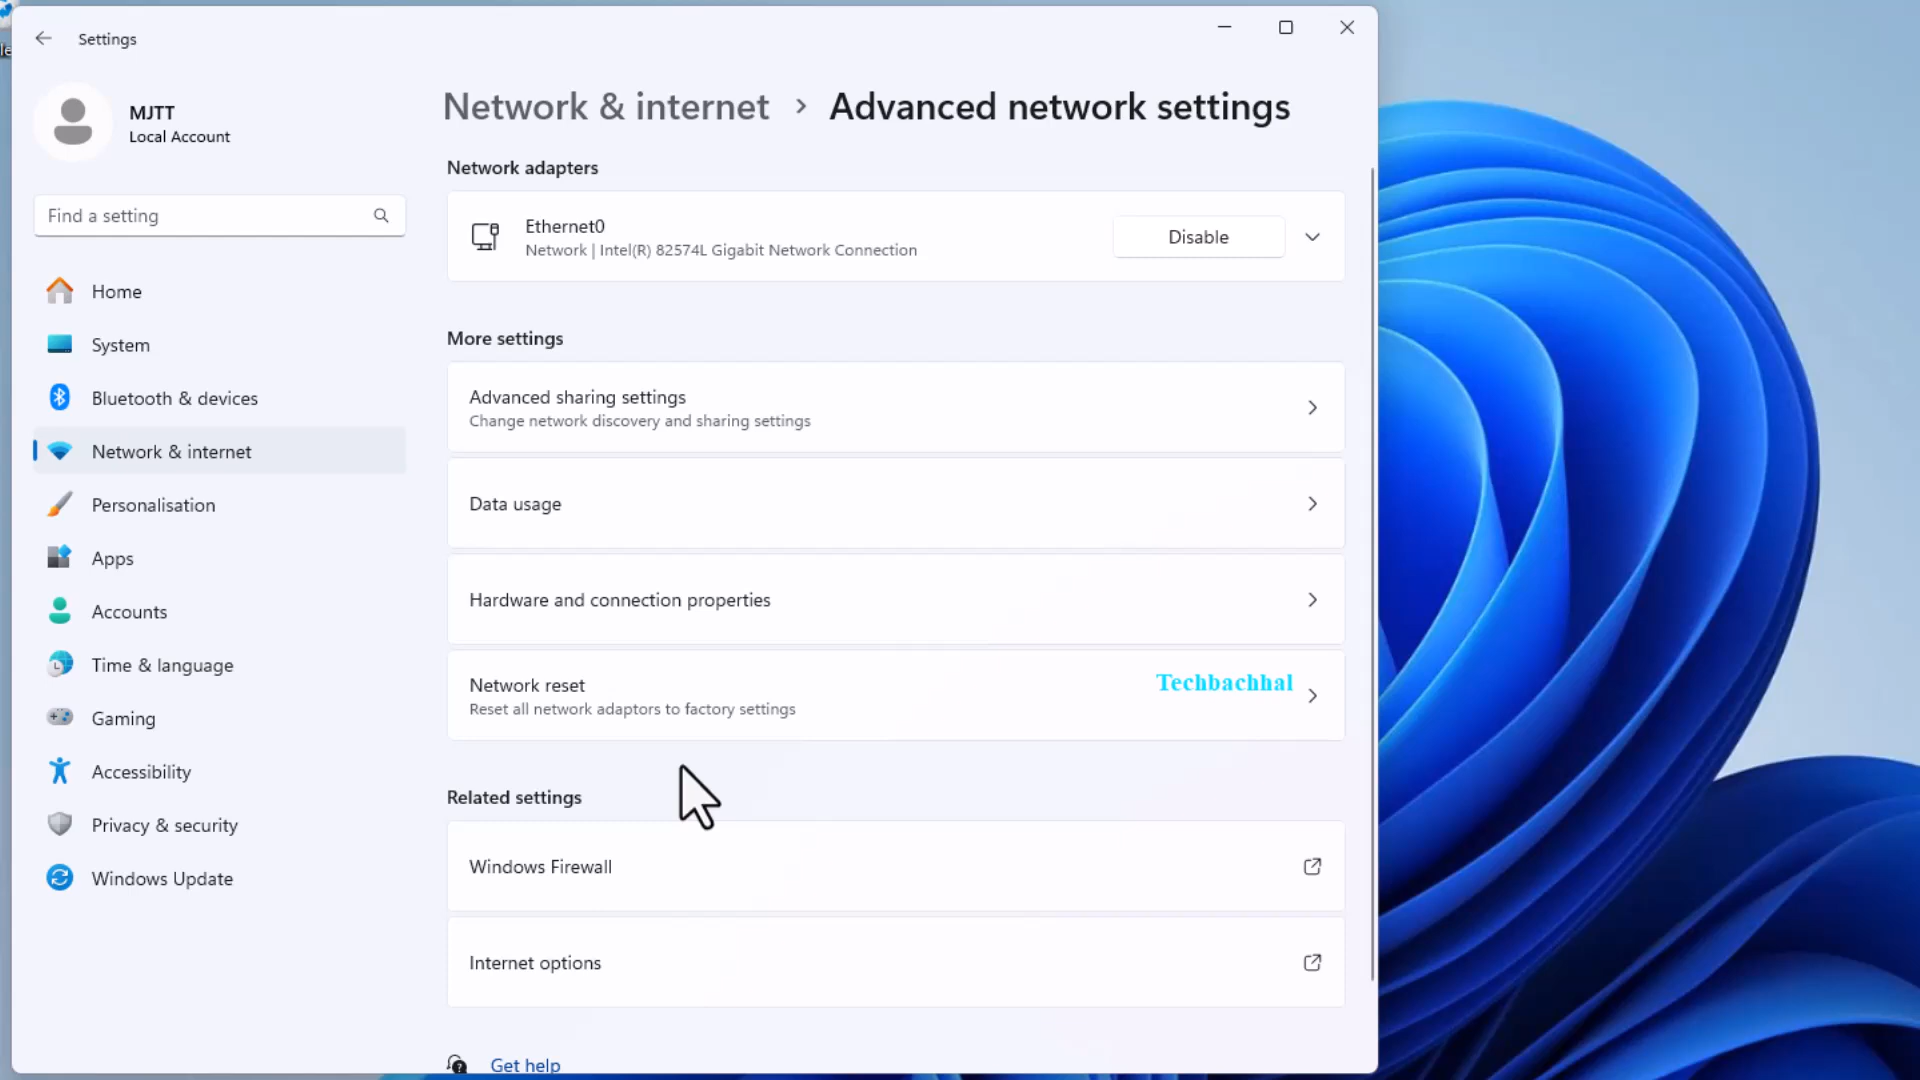 Settings
MJTT
Local Account
Find a setting
Home
System
Bluetooth & devices
Network & internet
Personalisation
Apps
Accounts
Time & language
Gaming
Accessibility
Privacy & security
Windows Update
Network & internet > Advanced network settings
Network adapters
Ethernet0
Network | Intel(R) 82574L Gigabit Network Connection
Disable
More settings
Advanced sharing settings
Change network discovery and sharing settings
Data usage
Hardware and connection properties
Network reset
Reset all network adaptors to factory settings
Techbachhal
Related settings
Windows Firewall
Internet options
Get help